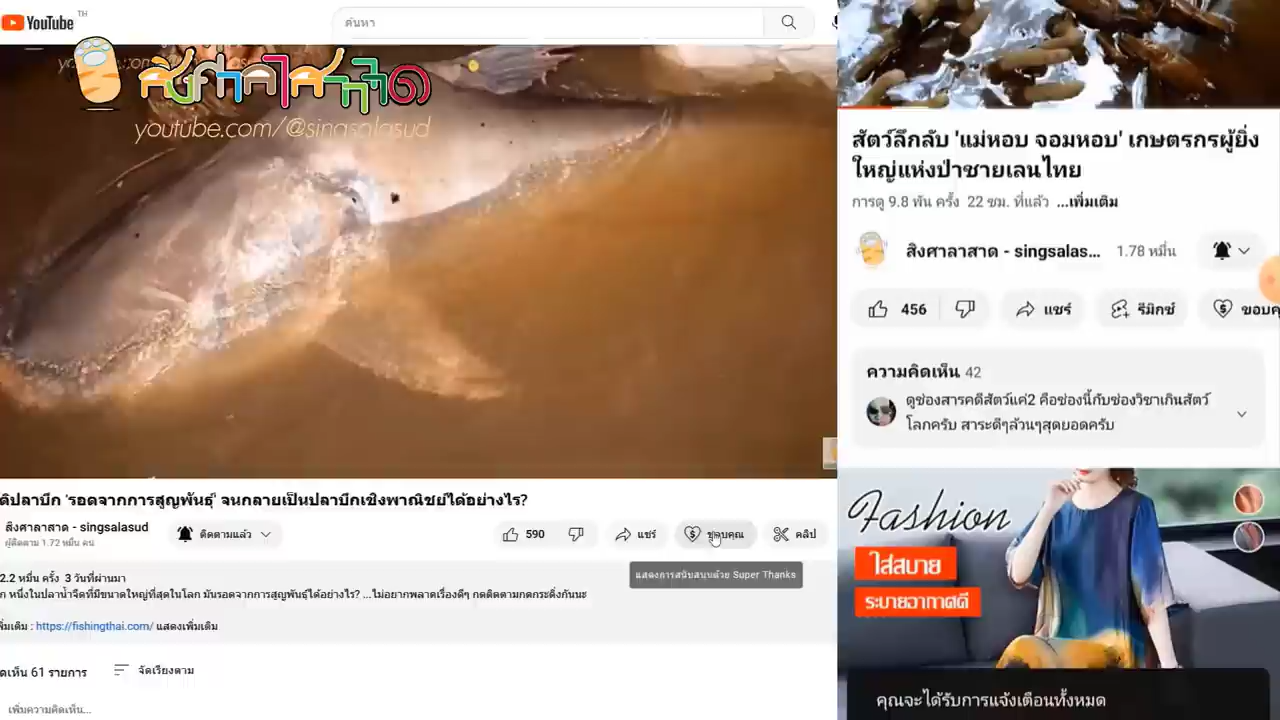 YouTube TH
ค้นหา
สิงศาลาสาด
youtube.com/@singsalasud
ติปลาบึก 'รอดจากการสูญพันธุ์' จนกลายเป็นปลาบึกเชิงพาณิชย์ได้อย่างไร?
สิงศาลาสาด - singsalasud
ผู้ติดตาม 1.72 หมื่น คน
ติดตามแล้ว
590
แชร์
ขอบคุณ
คลิป
แสดงการสนับสนุนด้วย Super Thanks
2.2 หมื่น ครั้ง 3 วันที่ผ่านมา
ก หนึ่งในปลาน้ำจืดที่มีขนาดใหญ่ที่สุดในโลก มันรอดจากการสูญพันธุ์ได้อย่างไร? ...ไม่อยากพลาดเรื่องดีๆ กดติดตามกดกระดิ่งกันนะ
พิ่มเติม : https://fishingthai.com/ แสดงเพิ่มเติม
ดเห็น 61 รายการ
จัดเรียงตาม
เพิ่มความคิดเห็น...
สัตว์ลึกลับ 'แม่หอบ จอมหอบ' เกษตรกรผู้ยิ่ง
ใหญ่แห่งป่าชายเลนไทย
การดู 9.8 พัน ครั้ง 22 ชม. ที่แล้ว ...เพิ่มเติม
สิงศาลาสาด - singsalas... 1.78 หมื่น
456
แชร์
รีมิกซ์
ขอบคุ
ความคิดเห็น 42
ดูช่องสารคดีสัตว์แค่2 คือช่องนี้กับช่องวิชาเกินสัตว์
โลกครับ สาระดีๆล้วนๆสุดยอดครับ
Fashion
ใส่สบาย
ระบายอากาศดี
คุณจะได้รับการแจ้งเตือนทั้งหมด